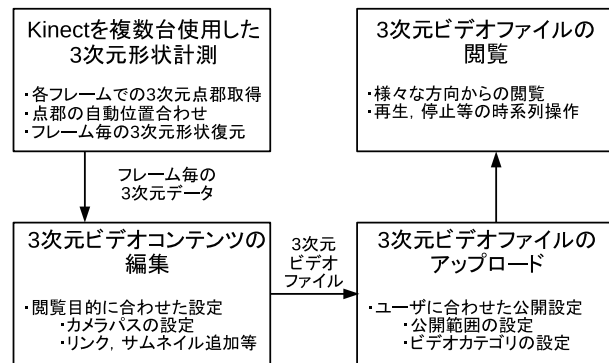 Kinectを複数台使用した
3次元形状計測
・各フレームでの3次元点郡取得
・点郡の自動位置合わせ
・フレーム毎の3次元形状復元
フレーム毎の
3次元データ
3次元ビデオコンテンツの
編集
・閲覧目的に合わせた設定
カメラパスの設定
リンク, サムネイル追加等
3次元
ビデオ
ファイル
3次元ビデオファイルの
アップロード
・ユーザに合わせた公開設定
公開範囲の設定
ビデオカテゴリの設定
3次元ビデオファイルの
閲覧
・様々な方向からの閲覧
・再生, 停止等の時系列操作